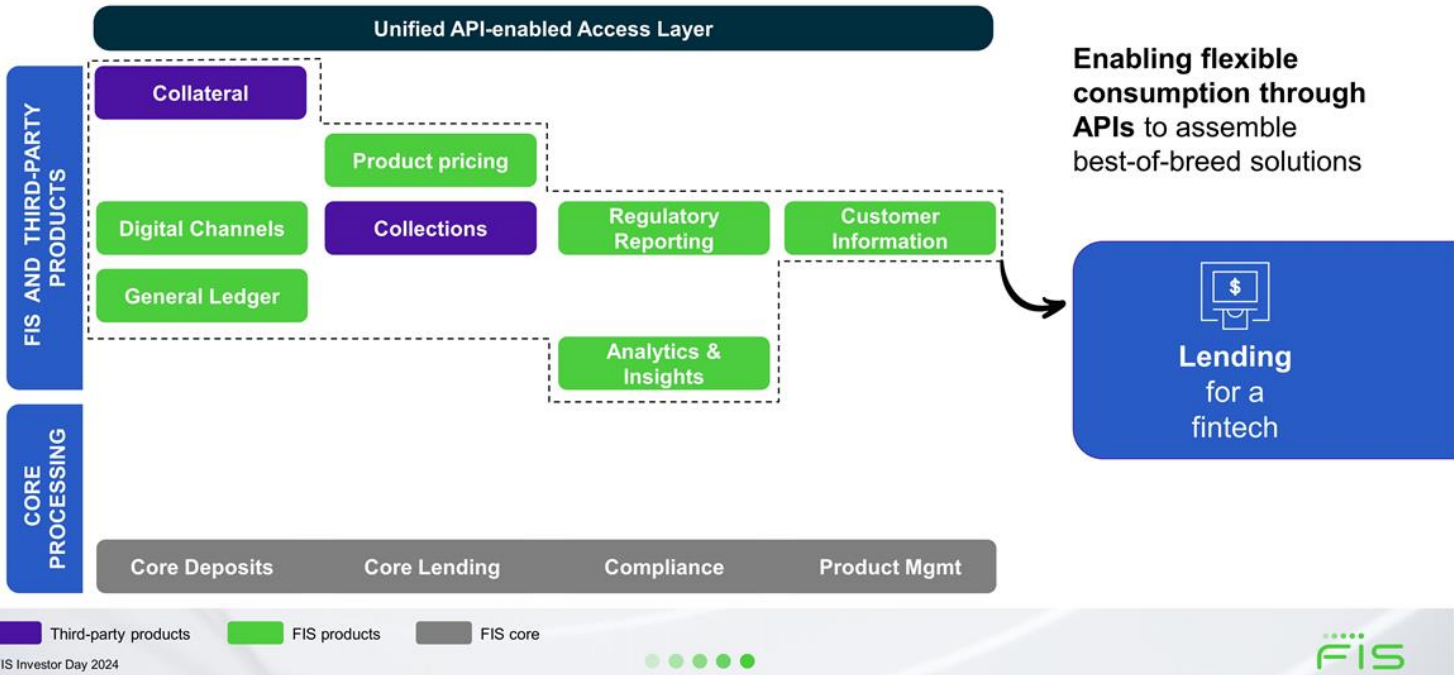 Unified API-enabled Access Layer
FIS AND THIRD-PARTY
PRODUCTS
Collateral
Product pricing
Digital Channels
Collections
Regulatory
Reporting
Customer
Information
General Ledger
Analytics &
Insights
Enabling flexible
consumption through
APIs to assemble
best-of-breed solutions
$
Lending
for a
fintech
CORE
PROCESSING
Core Deposits
Core Lending
Compliance
Product Mgmt
Third-party products
FIS products
FIS core
IS Investor Day 2024
FIS